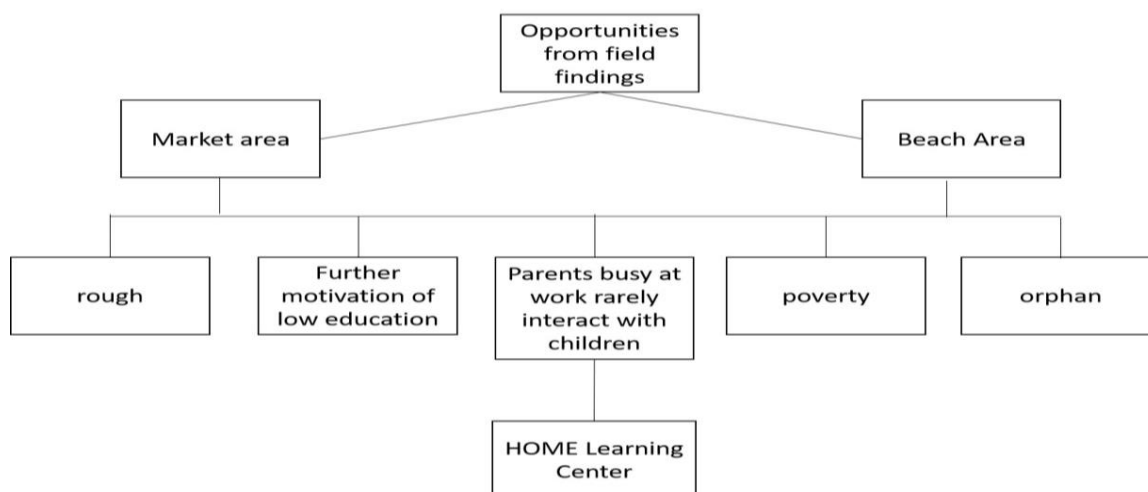 Opportunities
from field
findings
Market area
Beach Area
rough
Further
motivation of
low education
Parents busy at
work rarely
interact with
children
poverty
orphan
HOME Learning
Center